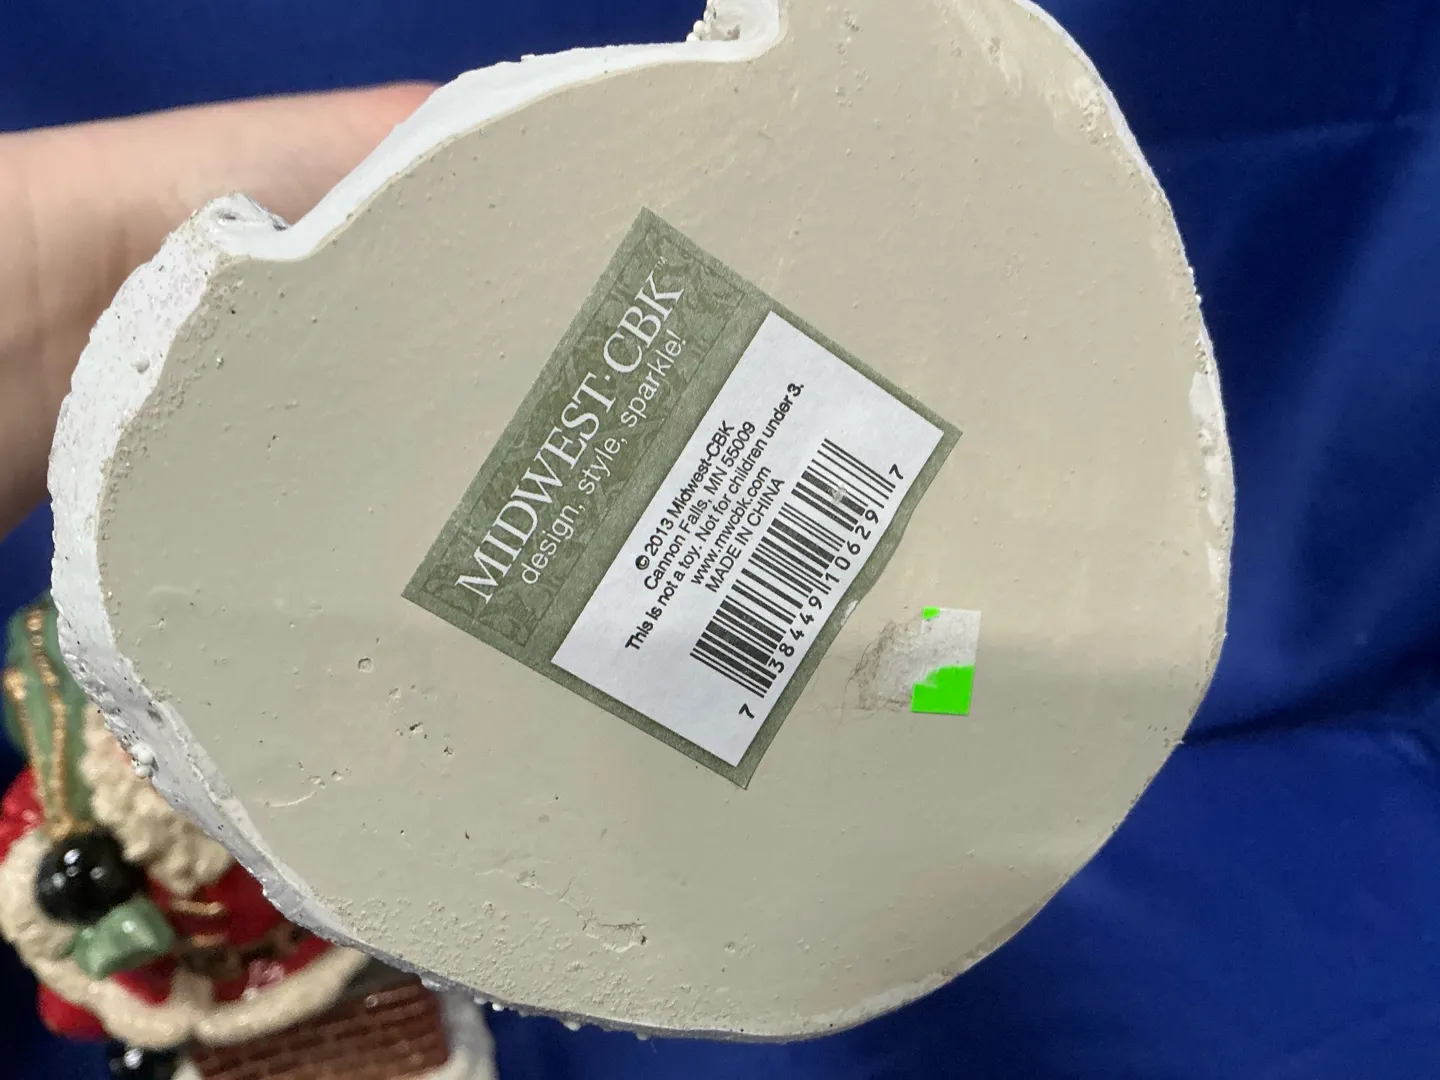 MIDWEST·CBK™
design, style, sparkle!
©2013 Midwest-CBK
Cannon Falls, MN 55009
This is not a toy. Not for children under 3.
www.mwcbk.com
MADE IN CHINA
7 38449 10629 7